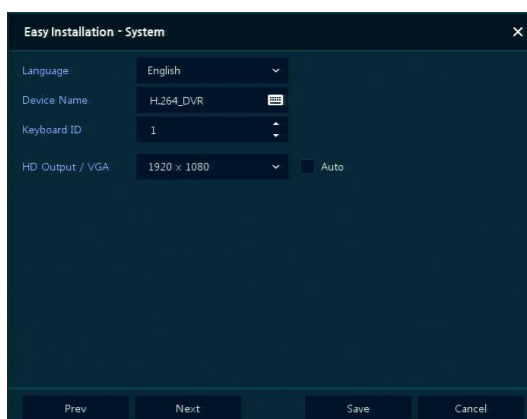 Easy Installation - System
Language English
Device Name H.264_DVR
Keyboard ID 1
HD Output / VGA 1920 × 1080 Auto
Prev Next Save Cancel